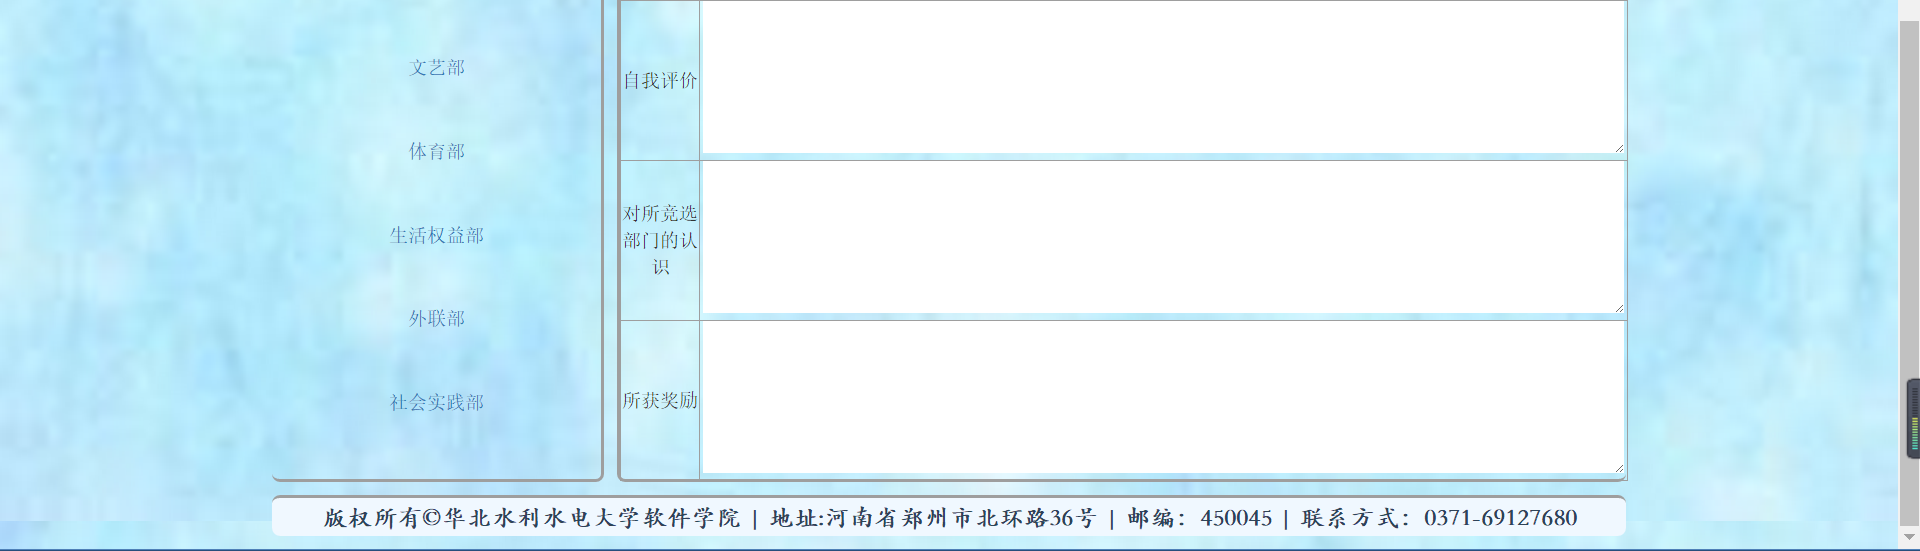 文艺部
体育部
生活权益部
外联部
社会实践部
自我评价
对所竞选
部门的认
识
所获奖励
版权所有©华北水利水电大学软件学院 | 地址:河南省郑州市北环路36号 | 邮编：450045 | 联系方式：0371-69127680